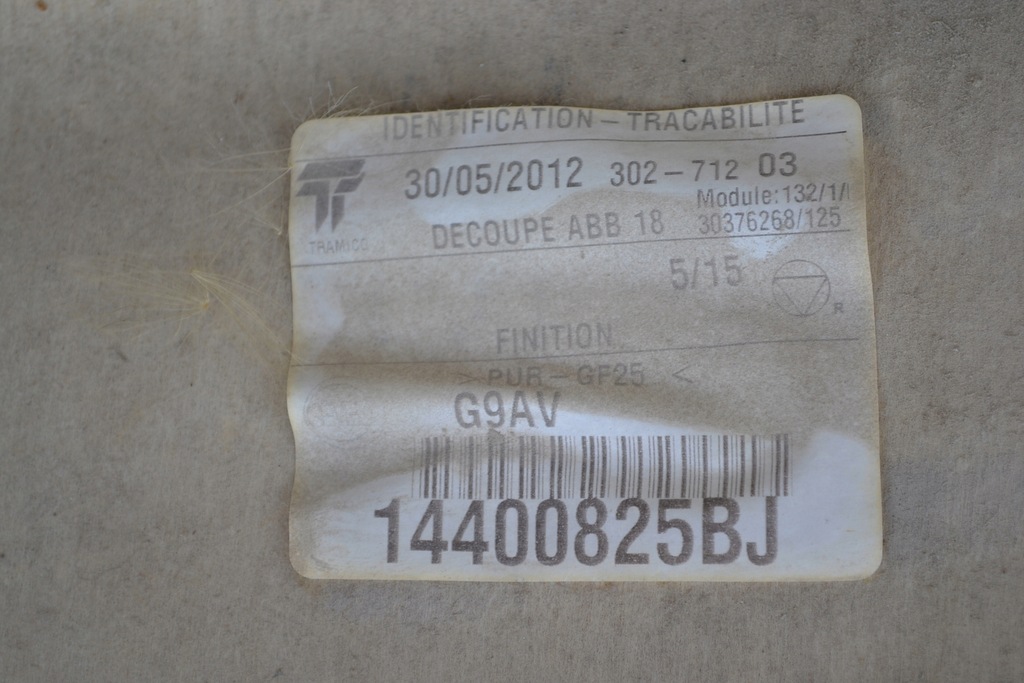 IDENTIFICATION - TRACABILITE
30/05/2012 302-712 03
Module:132/1/
TRAMICO
DECOUPE ABB 18 30376268/125
5/15
R
FINITION
> PUR-GF25 <
G9AV
14400825BJ